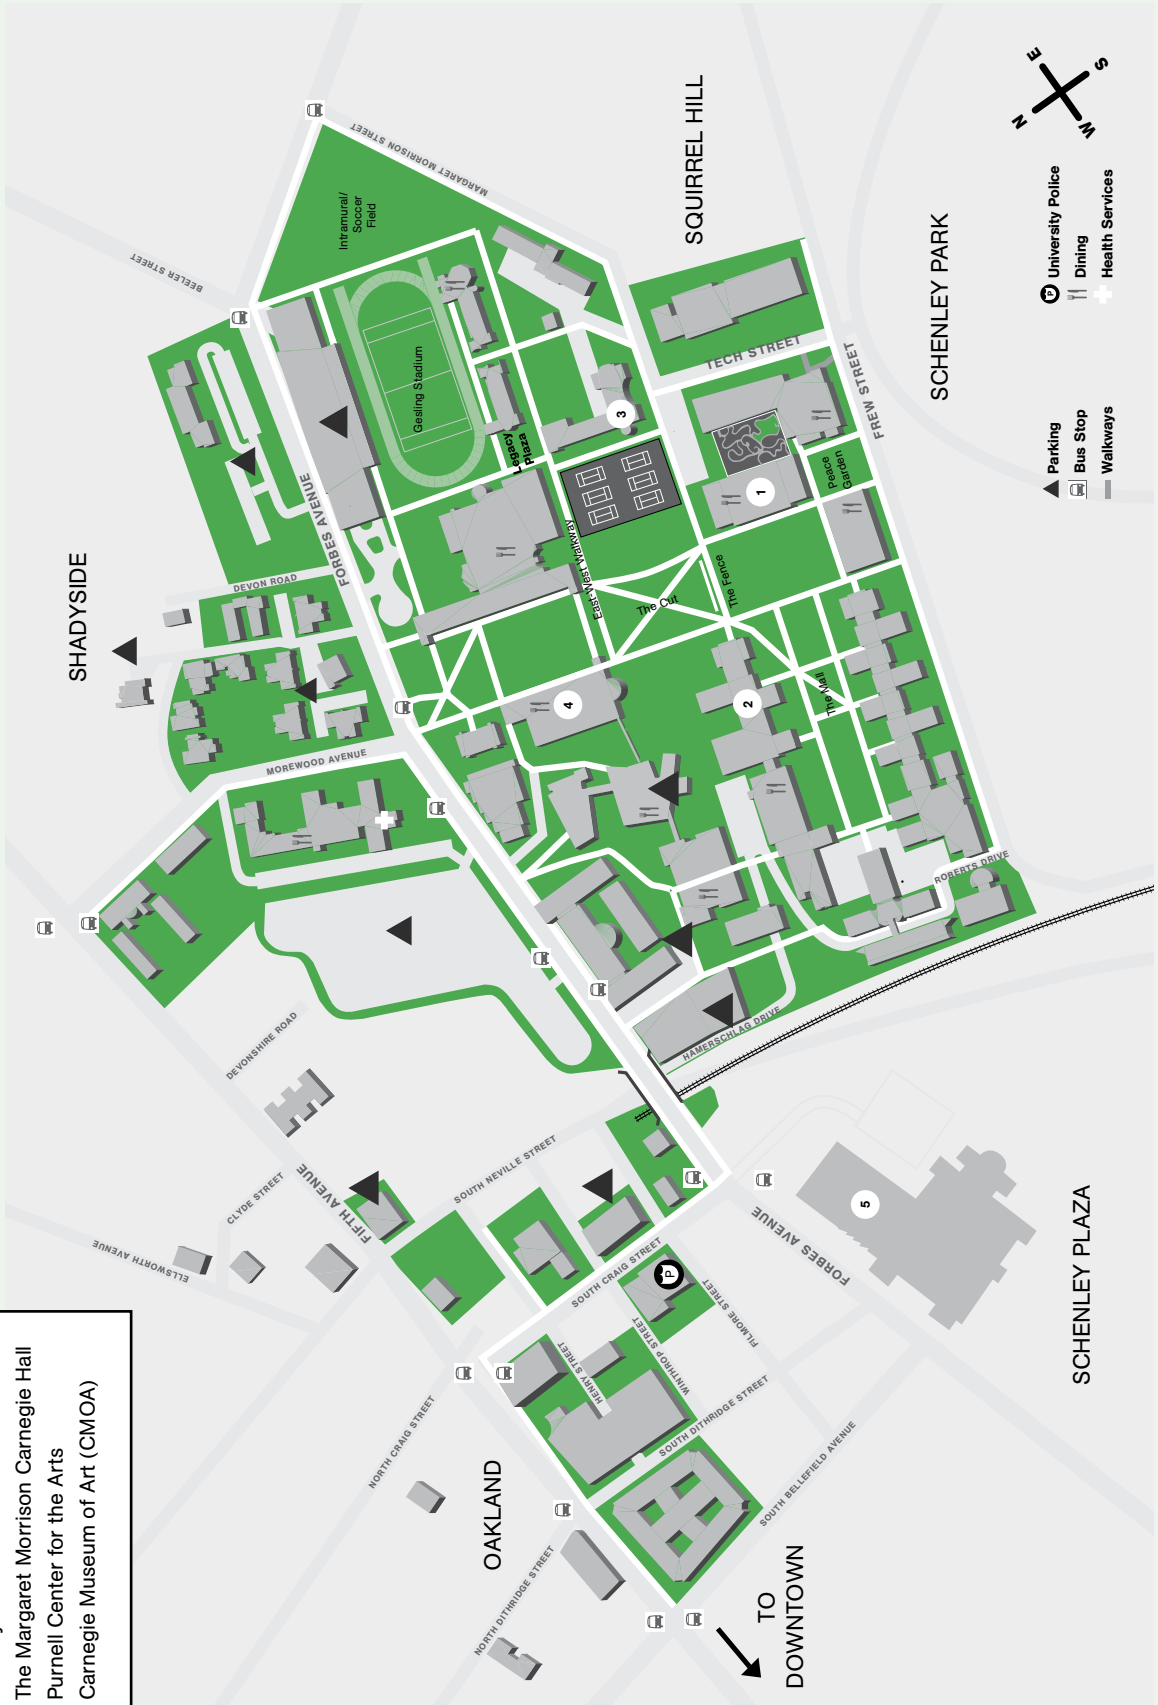 The Margaret Morrison Carnegie Hall
Purnell Center for the Arts
Carnegie Museum of Art (CMOA)
SHADYSIDE
SQUIRREL HILL
SCHENLEY PARK
SCHENLEY PLAZA
OAKLAND
TO
DOWNTOWN
N
E
S
W
Parking
Bus Stop
Walkways
P
University Police
Dining
Health Services
BEELER STREET
MARGARET MORRISON STREET
Intramural/
Soccer
Field
Gesling Stadium
Legacy
Plaza
FORBES AVENUE
DEVON ROAD
MOREWOOD AVENUE
East-West Walkway
The Cut
The Fence
The Mall
Peace
Garden
TECH STREET
FREW STREET
ROBERTS DRIVE
HAMERSCHLAG DRIVE
1
2
3
4
5
P
DEVONSHIRE ROAD
CLYDE STREET
FIFTH AVENUE
ELLSWORTH AVENUE
SOUTH NEVILLE STREET
SOUTH CRAIG STREET
FILMORE STREET
WINTHROP STREET
HENRY STREET
SOUTH DITHRIDGE STREET
SOUTH BELLEFIELD AVENUE
FORBES AVENUE
NORTH CRAIG STREET
NORTH DITHRIDGE STREET